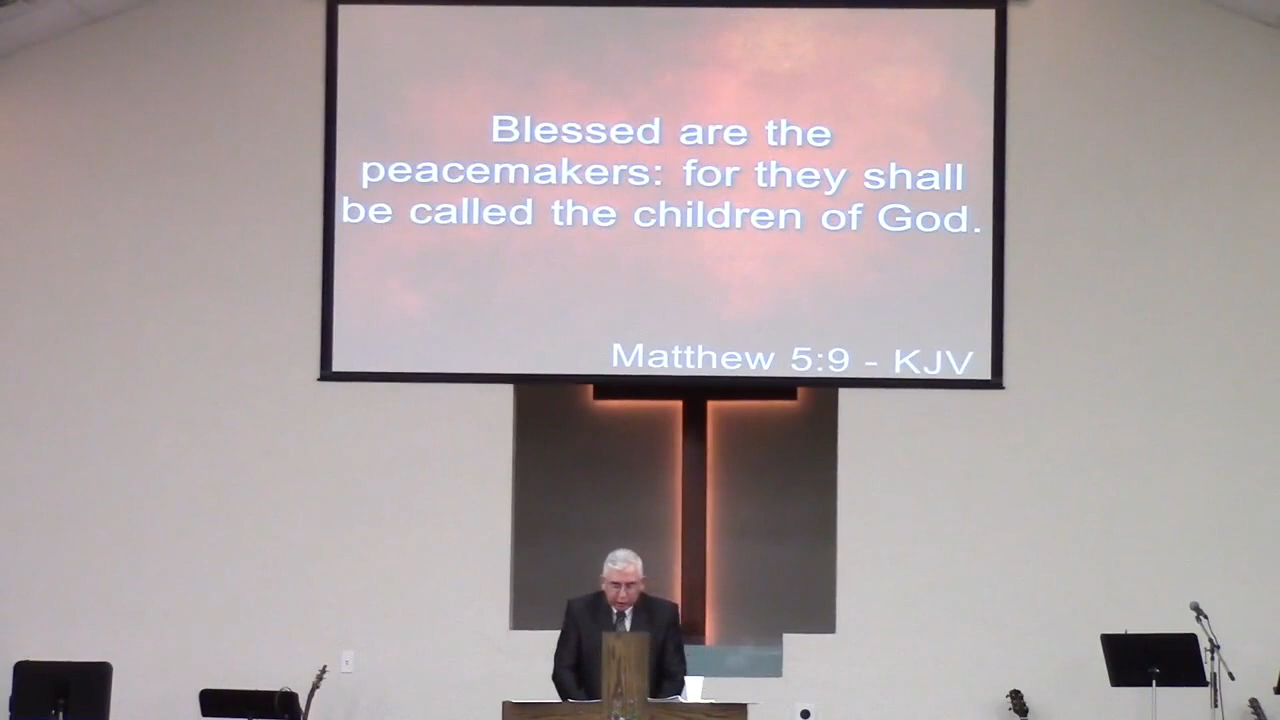 Blessed are the
peacemakers: for they shall
be called the children of God.
Matthew 5:9 - KJV